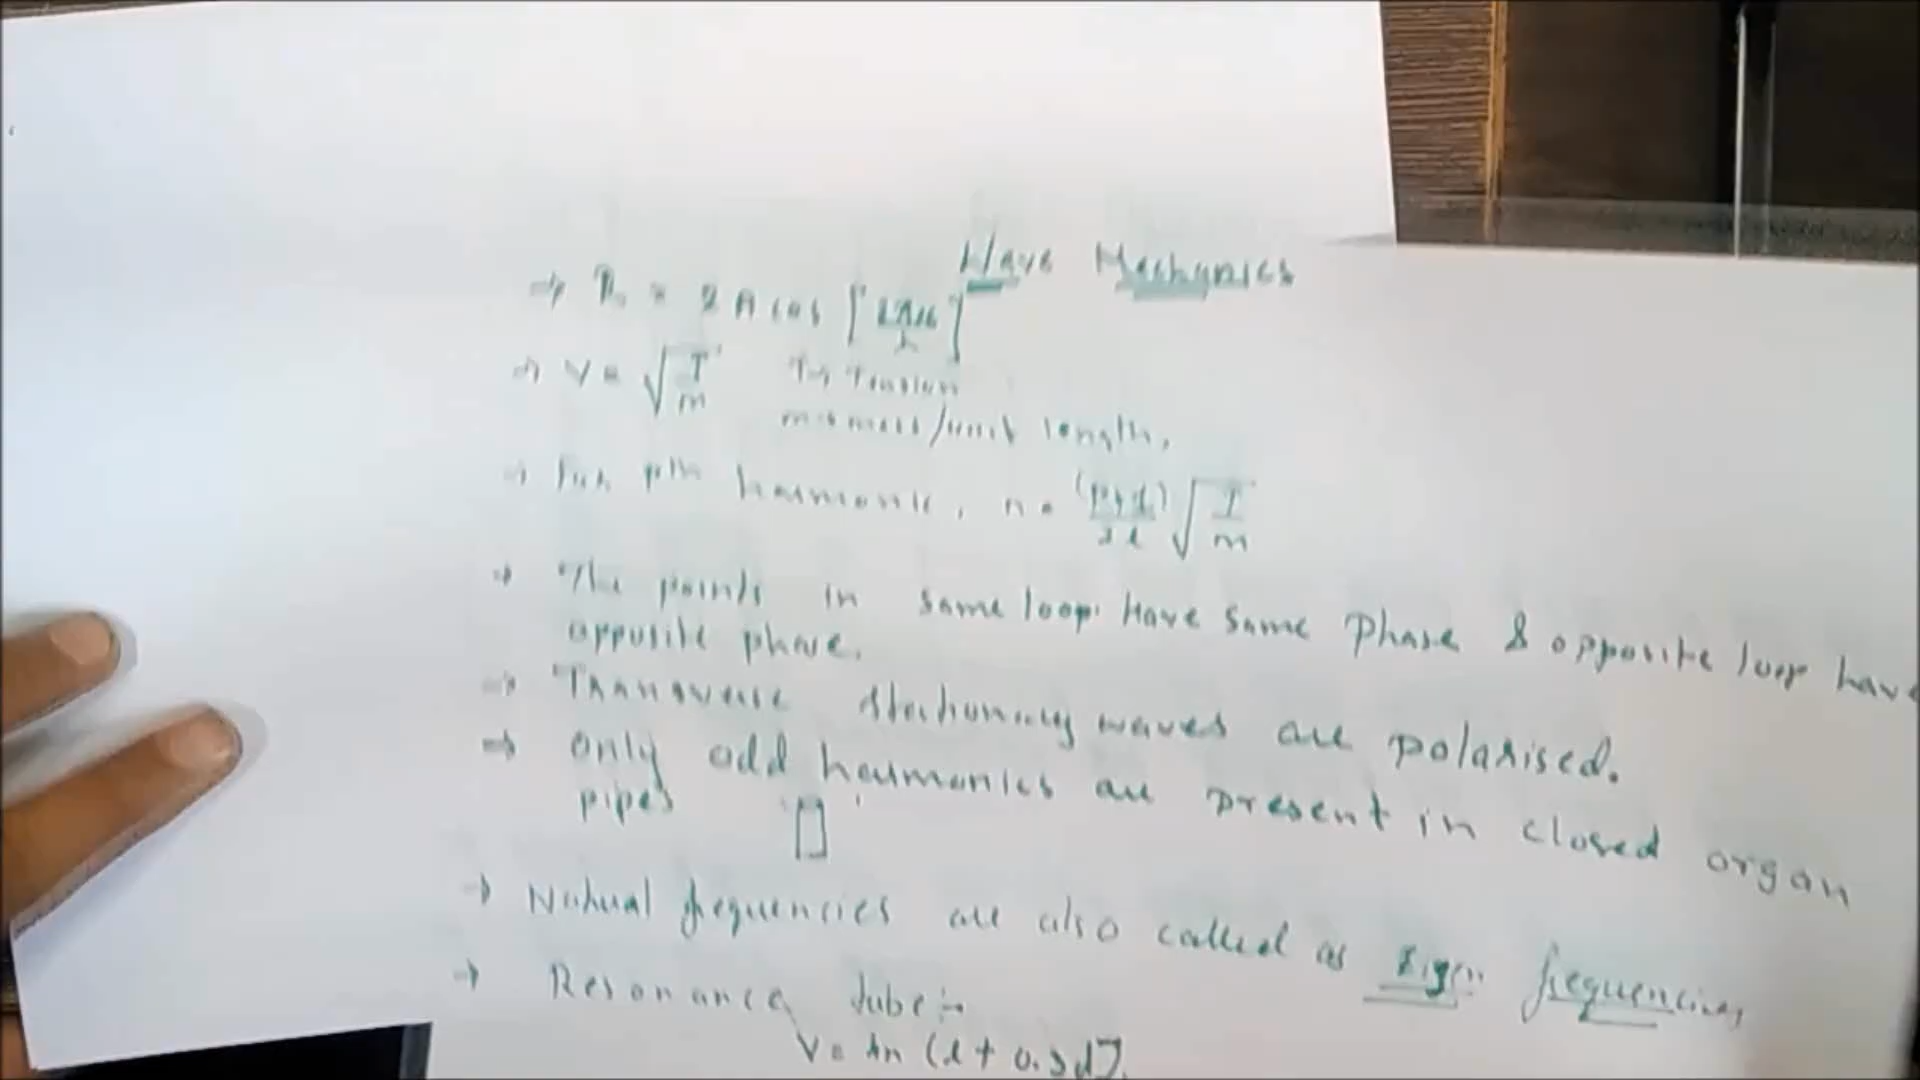 Wave Mechanics
⇒ R = 2A cos [2πx/λ]
⇒ V = √T/m T → Tension
m → mass/unit length.
→ For pth harmonic, n = (p+1)/2l √T/m
→ The points in same loop have same phase & opposite loop have
opposite phase.
⇒ Transverse stationary waves are polarised.
⇒ Only odd harmonics are present in closed organ
pipes
→ Natural frequencies are also called as Eigen frequencies,
→ Resonance tube :-
V = 4n (l + 0.3d).